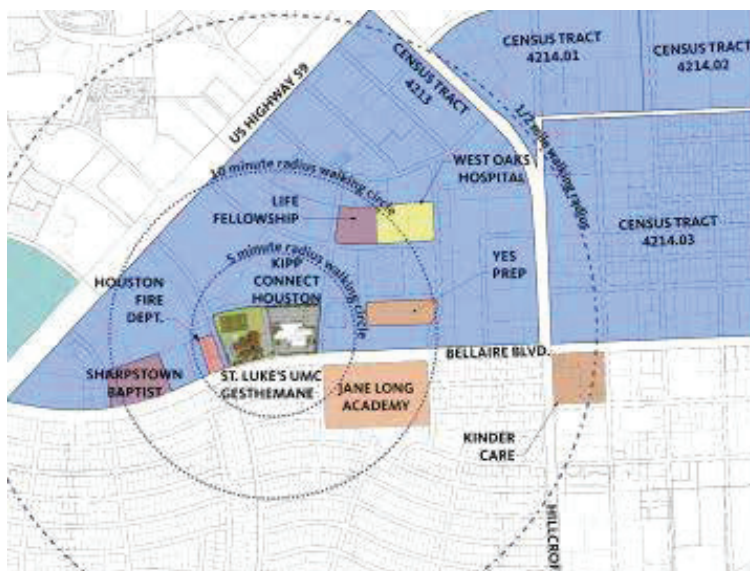 CENSUS TRACT
4214.01
CENSUS TRACT
4214.02
CENSUS TRACT
4213
US HIGHWAY 59
1/2 mile walking radius
10 minute radius walking circle
WEST OAKS
HOSPITAL
LIFE
FELLOWSHIP
CENSUS TRACT
4214.03
5 minute radius walking circle
YES
PREP
KIPP
CONNECT
HOUSTON
HOUSTON
FIRE
DEPT.
BELLAIRE BLVD.
SHARPSTOWN
BAPTIST
ST. LUKE'S UMC
GESTHEMANE
JANE LONG
ACADEMY
KINDER
CARE
HILLCROF